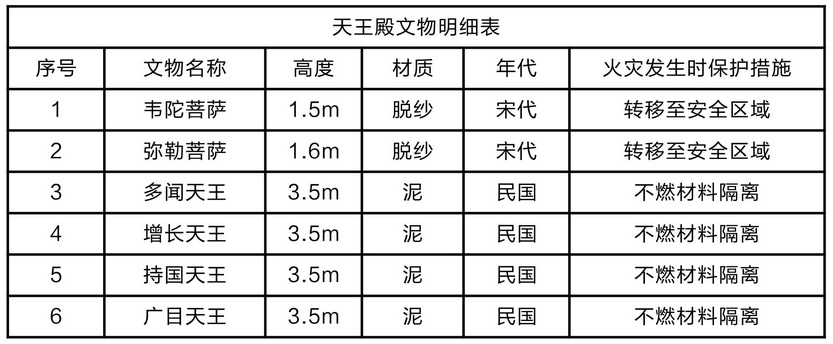 天王殿文物明细表
序号 文物名称 高度 材质 年代 火灾发生时保护措施
1 韦陀菩萨 1.5m 脱纱 宋代 转移至安全区域
2 弥勒菩萨 1.6m 脱纱 宋代 转移至安全区域
3 多闻天王 3.5m 泥 民国 不燃材料隔离
4 增长天王 3.5m 泥 民国 不燃材料隔离
5 持国天王 3.5m 泥 民国 不燃材料隔离
6 广目天王 3.5m 泥 民国 不燃材料隔离